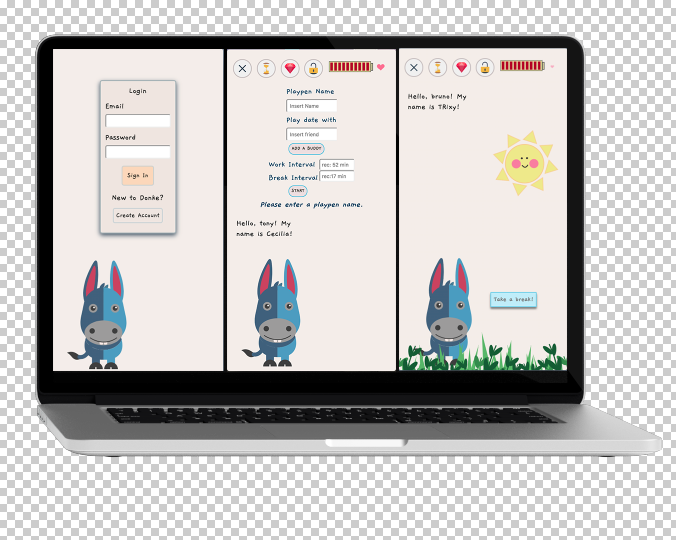 Login
Email
Password
Sign In
New to Donke?
Create Account
Playpen Name
Insert Name
Play date with
Insert friend
ADD A BUDDY
Work Interval rec: 52 min
Break Interval rec:17 min
START
Please enter a playpen name.
Hello, tony! My
name is Cecilia!
Hello, bruno! My
name is TRixy!
Take a break!